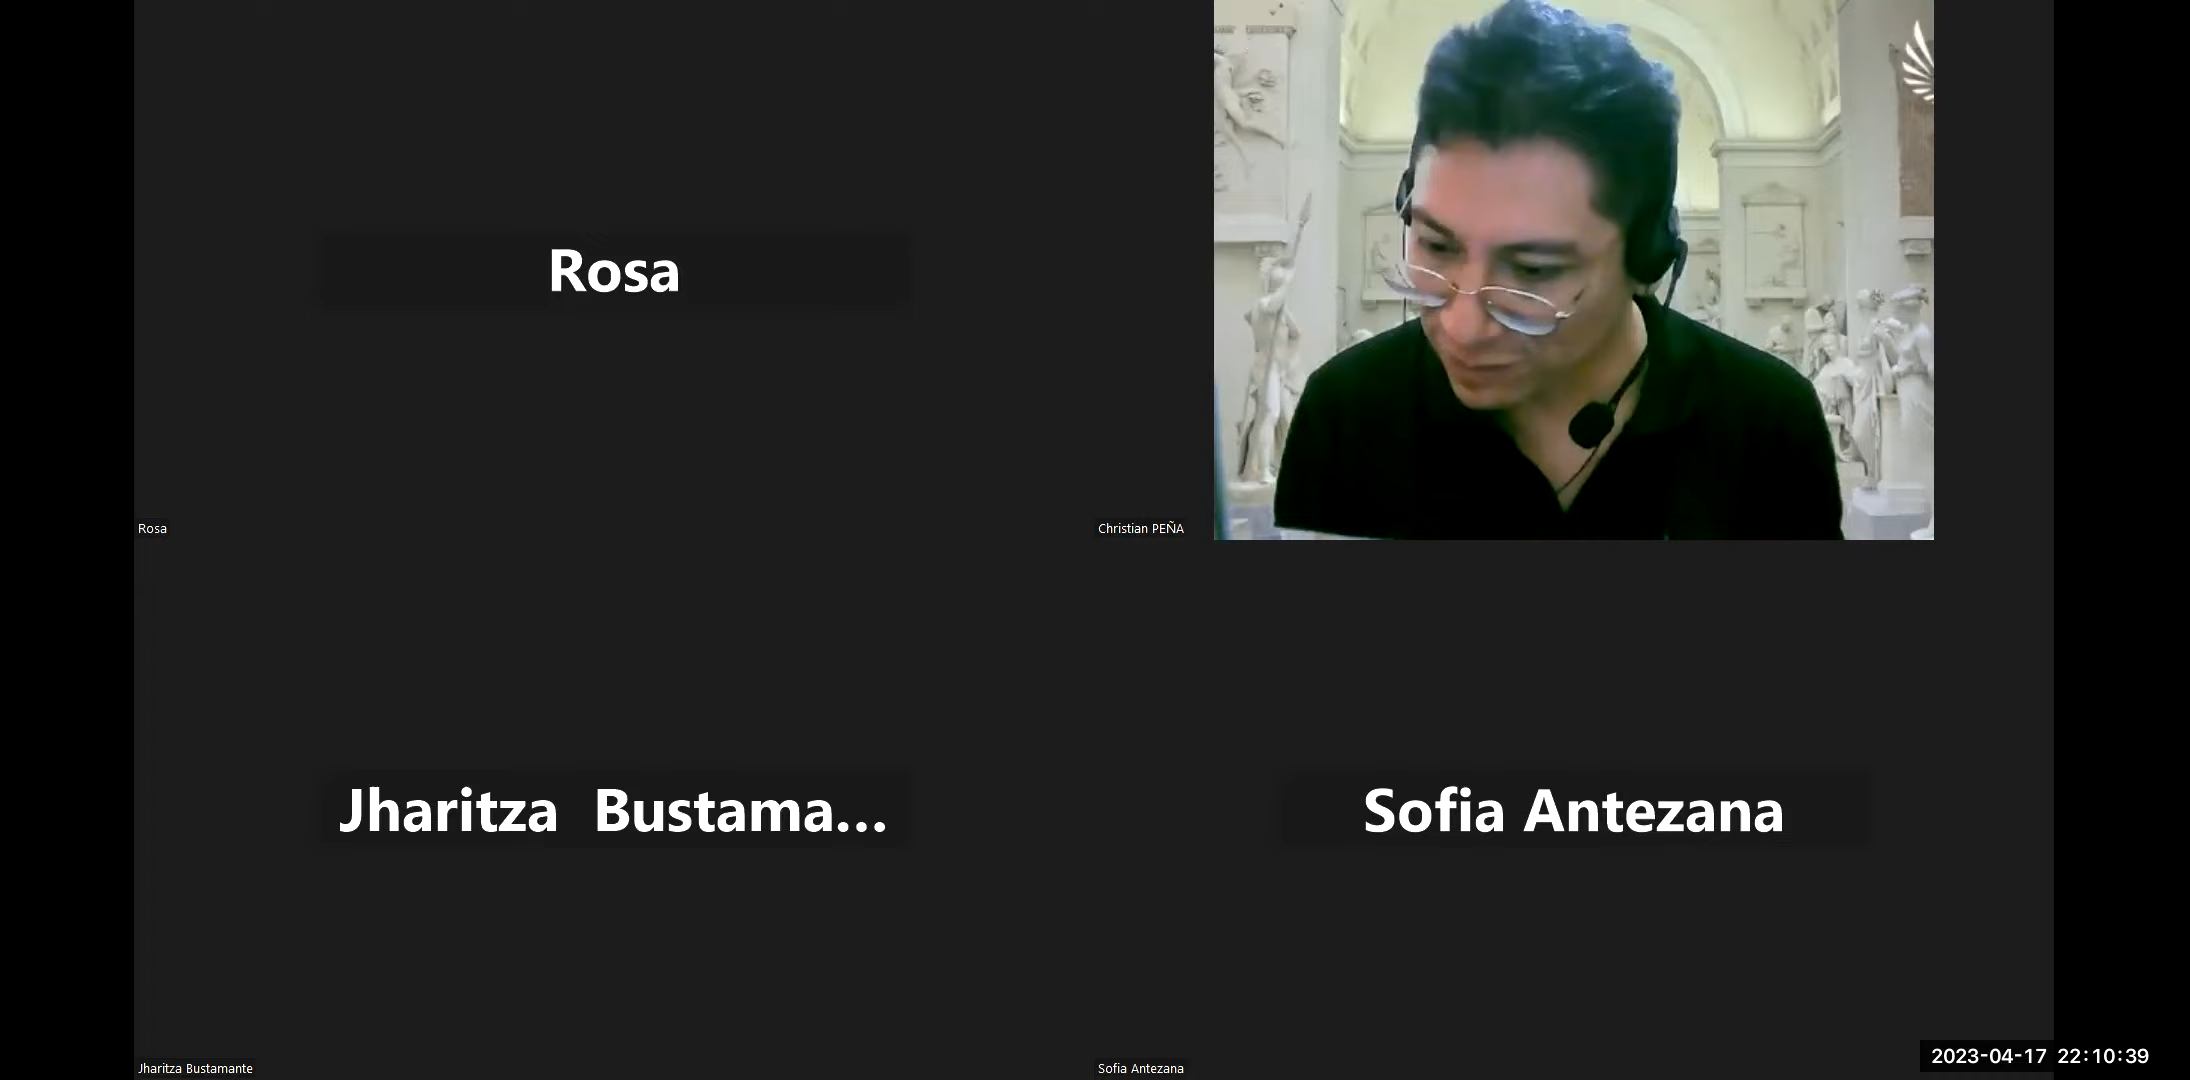 Rosa
Rosa
Christian PEÑA
Jharitza  Bustama...
Sofia Antezana
Jharitza Bustamante
Sofia Antezana
2023-04-17 22:10:39